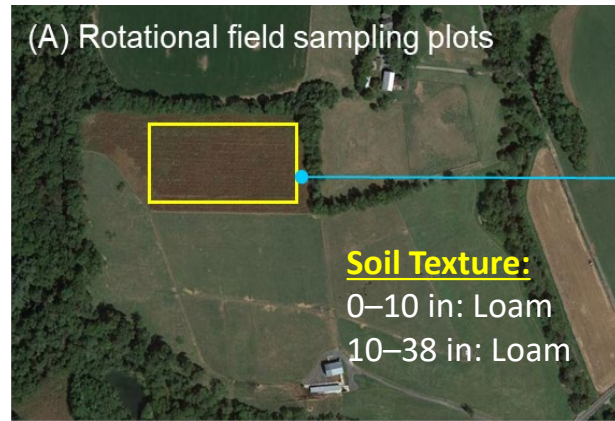 (A) Rotational field sampling plots
Soil Texture:
0–10 in: Loam
10–38 in: Loam